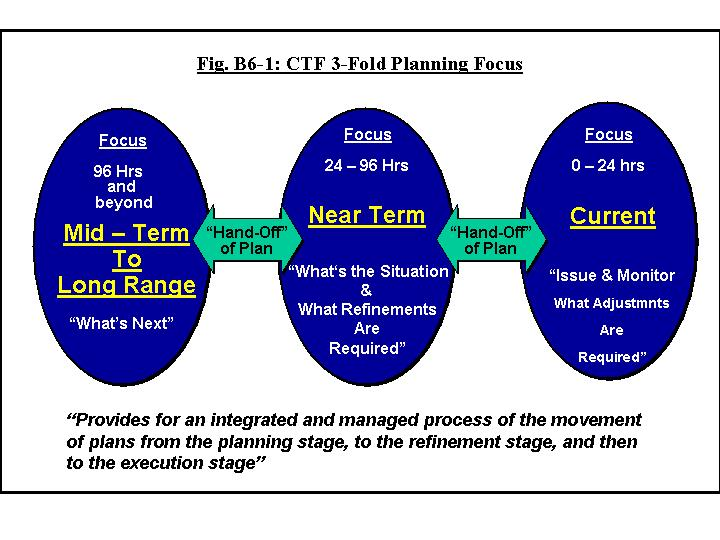 Fig. B6-1: CTF 3-Fold Planning Focus
Focus
96 Hrs
and
beyond
Mid – Term
To
Long Range
“What’s Next”
“Hand-Off”
of Plan
Focus
24 – 96 Hrs
Near Term
“What‘s the Situation
&
What Refinements
Are
Required”
“Hand-Off”
of Plan
Focus
0 – 24 hrs
Current
“Issue & Monitor
What Adjustmnts
Are
Required”
“Provides for an integrated and managed process of the movement
of plans from the planning stage, to the refinement stage, and then
to the execution stage”